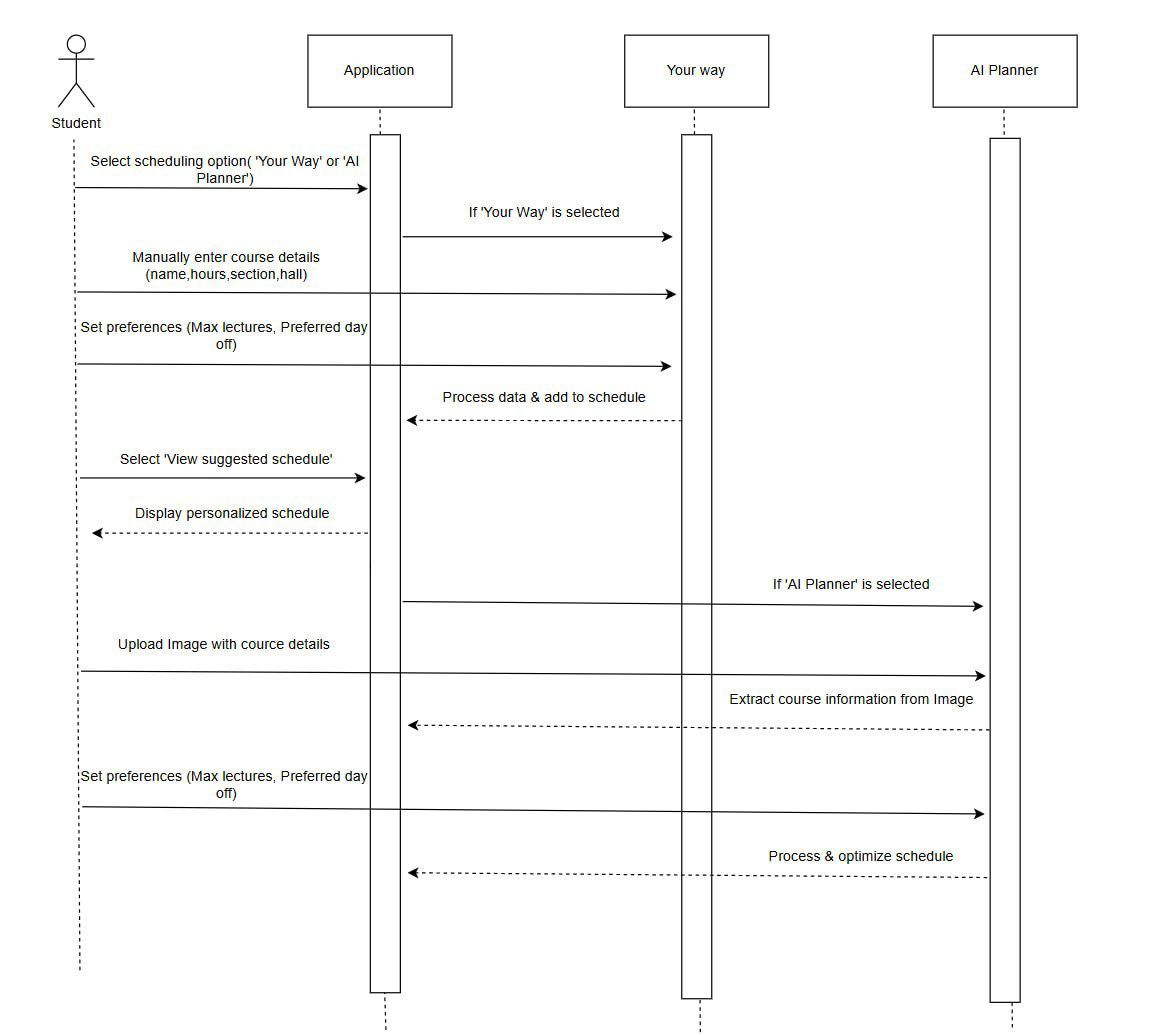 Application
Your way
AI Planner
Student
Select scheduling option( 'Your Way' or 'AI
Planner')
If 'Your Way' is selected
Manually enter course details
(name,hours,section,hall)
Set preferences (Max lectures, Preferred day
off)
Process data & add to schedule
Select 'View suggested schedule'
Display personalized schedule
If 'AI Planner' is selected
Upload Image with cource details
Extract course information from Image
Set preferences (Max lectures, Preferred day
off)
Process & optimize schedule